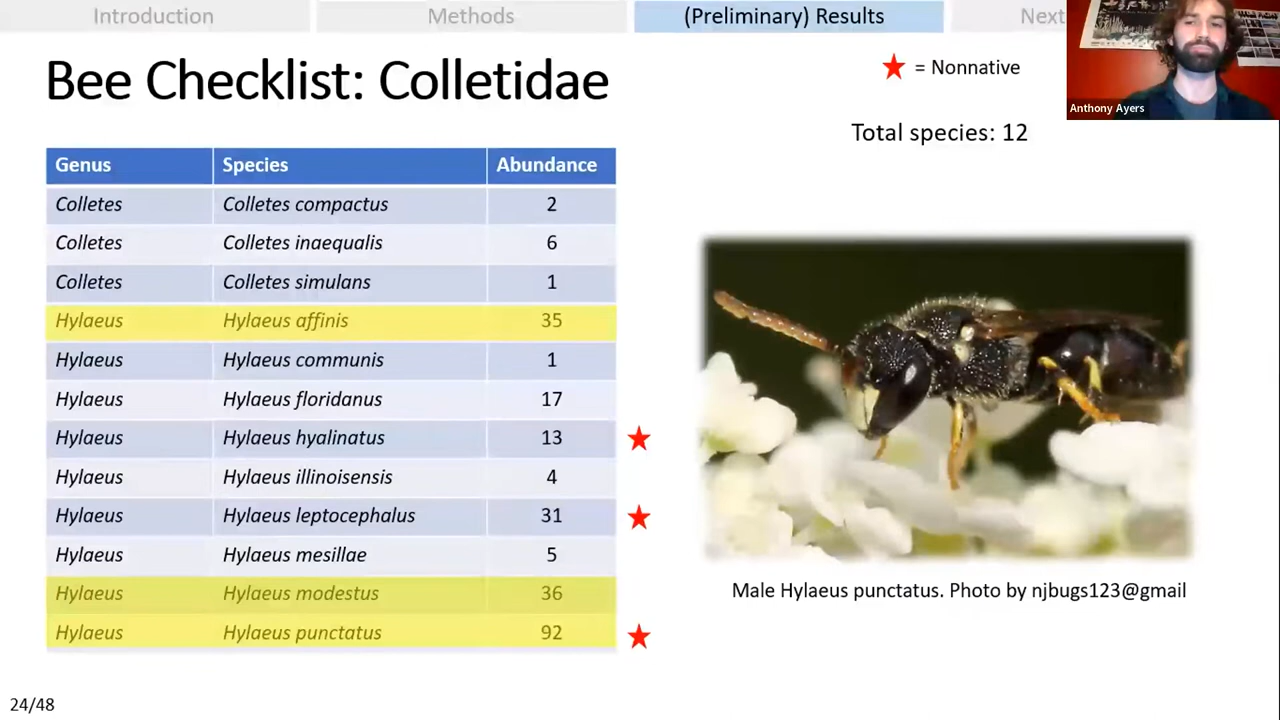 Introduction
Methods
(Preliminary) Results
Next
Anthony Ayers
Bee Checklist: Colletidae
★ = Nonnative
Total species: 12
Genus Species Abundance
Colletes Colletes compactus 2
Colletes Colletes inaequalis 6
Colletes Colletes simulans 1
Hylaeus Hylaeus affinis 35
Hylaeus Hylaeus communis 1
Hylaeus Hylaeus floridanus 17
Hylaeus Hylaeus hyalinatus 13 ★
Hylaeus Hylaeus illinoisensis 4
Hylaeus Hylaeus leptocephalus 31 ★
Hylaeus Hylaeus mesillae 5
Hylaeus Hylaeus modestus 36
Hylaeus Hylaeus punctatus 92 ★
Male Hylaeus punctatus. Photo by njbugs123@gmail
24/48